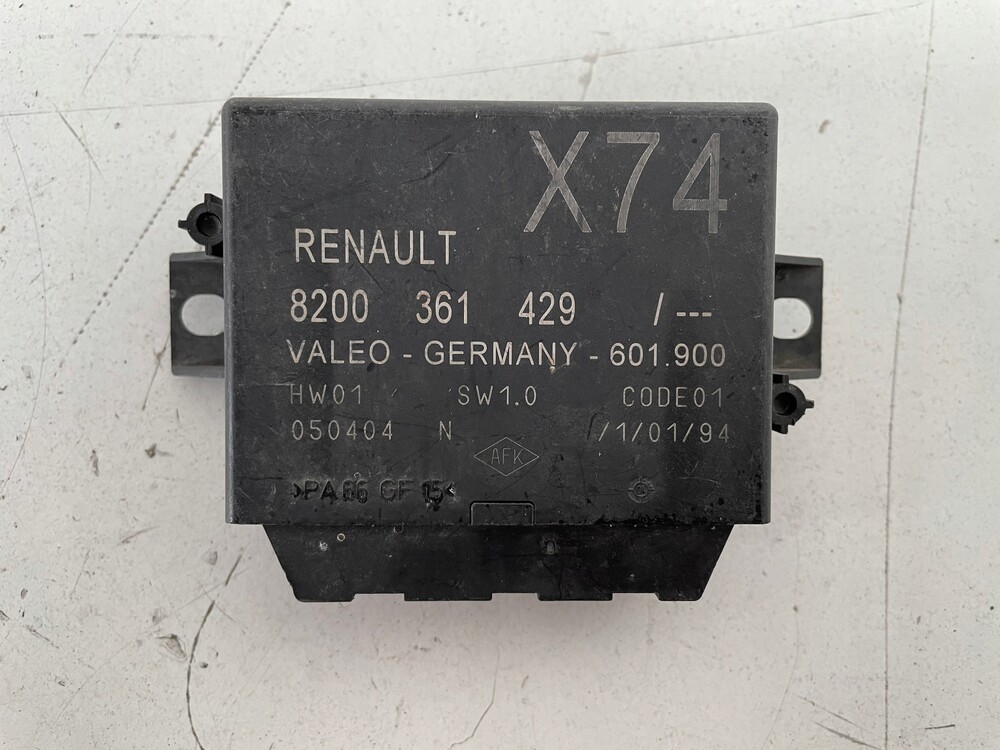 X74
RENAULT
8200 361 429 /---
VALEO - GERMANY - 601.900
HW01 SW1.0 CODE01
050404 N /1/01/94
AFK
>PA66 GF15<